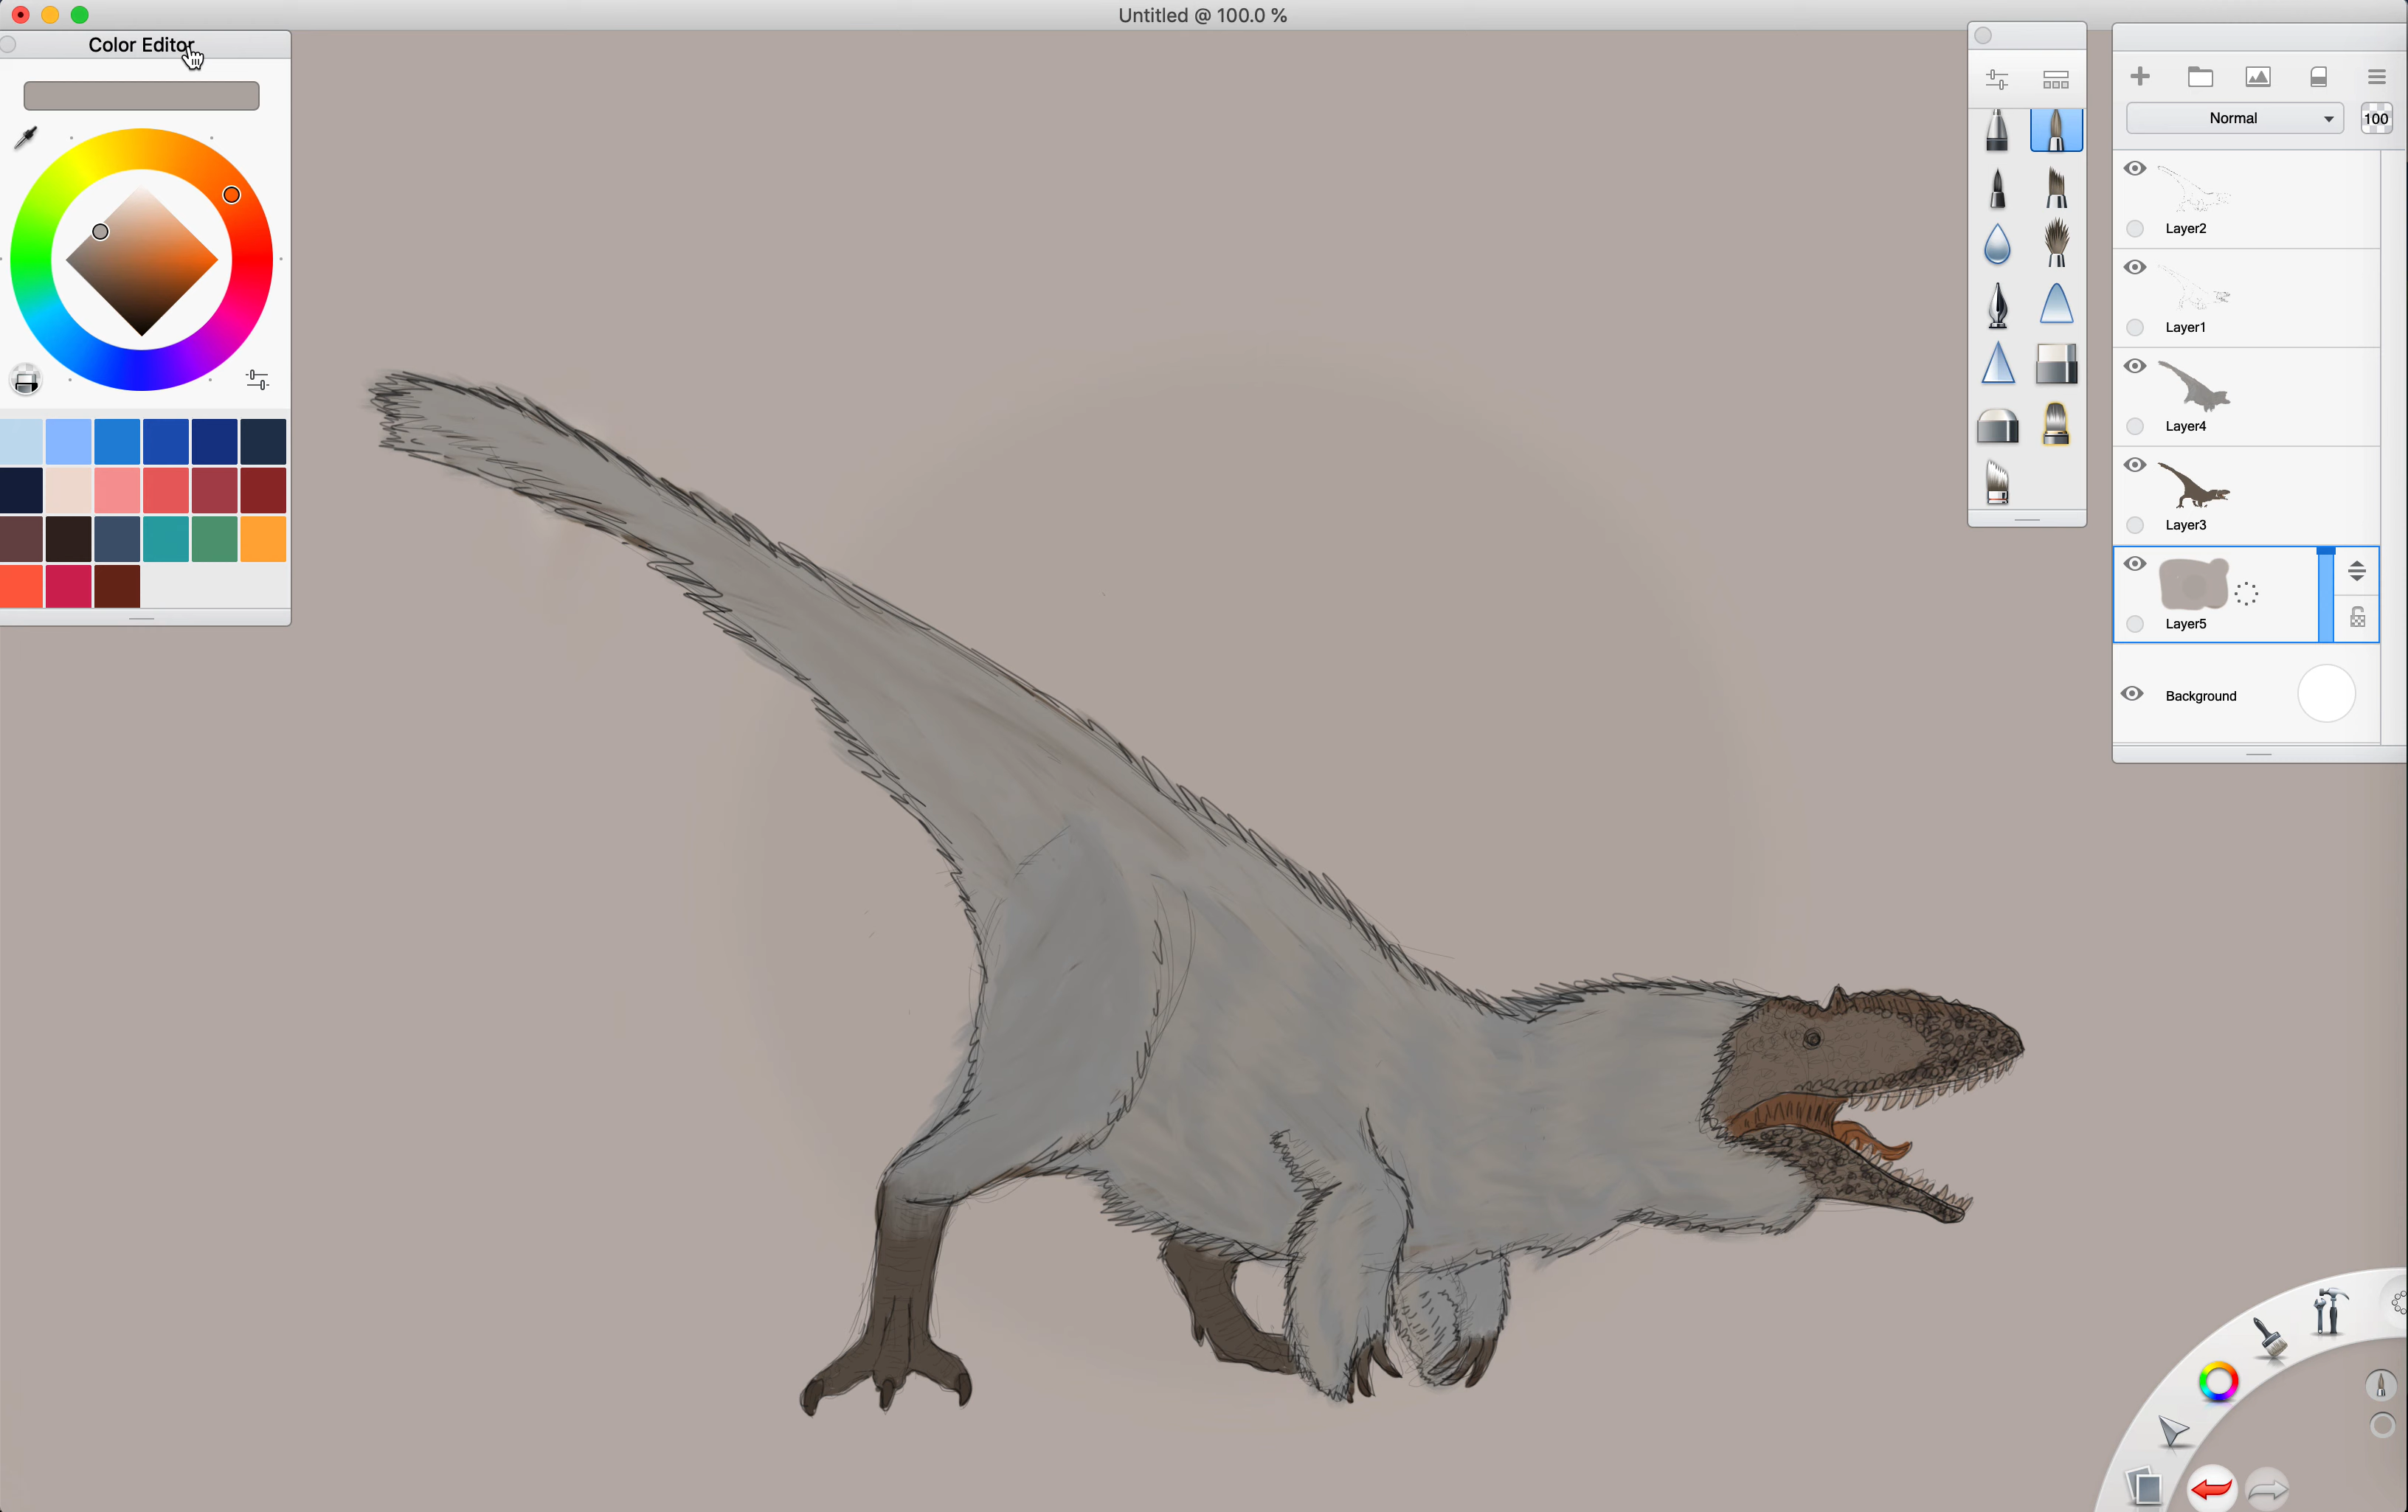 Untitled @ 100.0 %
Color Editor
Normal
100
Layer2
Layer1
Layer4
Layer3
Layer5
Background